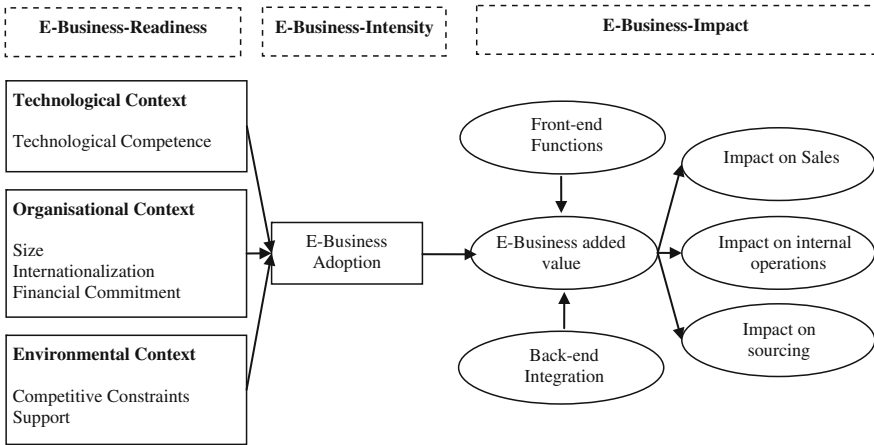 E-Business-Readiness
E-Business-Intensity
E-Business-Impact
Technological Context
Technological Competence
Organisational Context
Size
Internationalization
Financial Commitment
Environmental Context
Competitive Constraints
Support
E-Business
Adoption
Front-end
Functions
E-Business added
value
Back-end
Integration
Impact on Sales
Impact on internal
operations
Impact on
sourcing